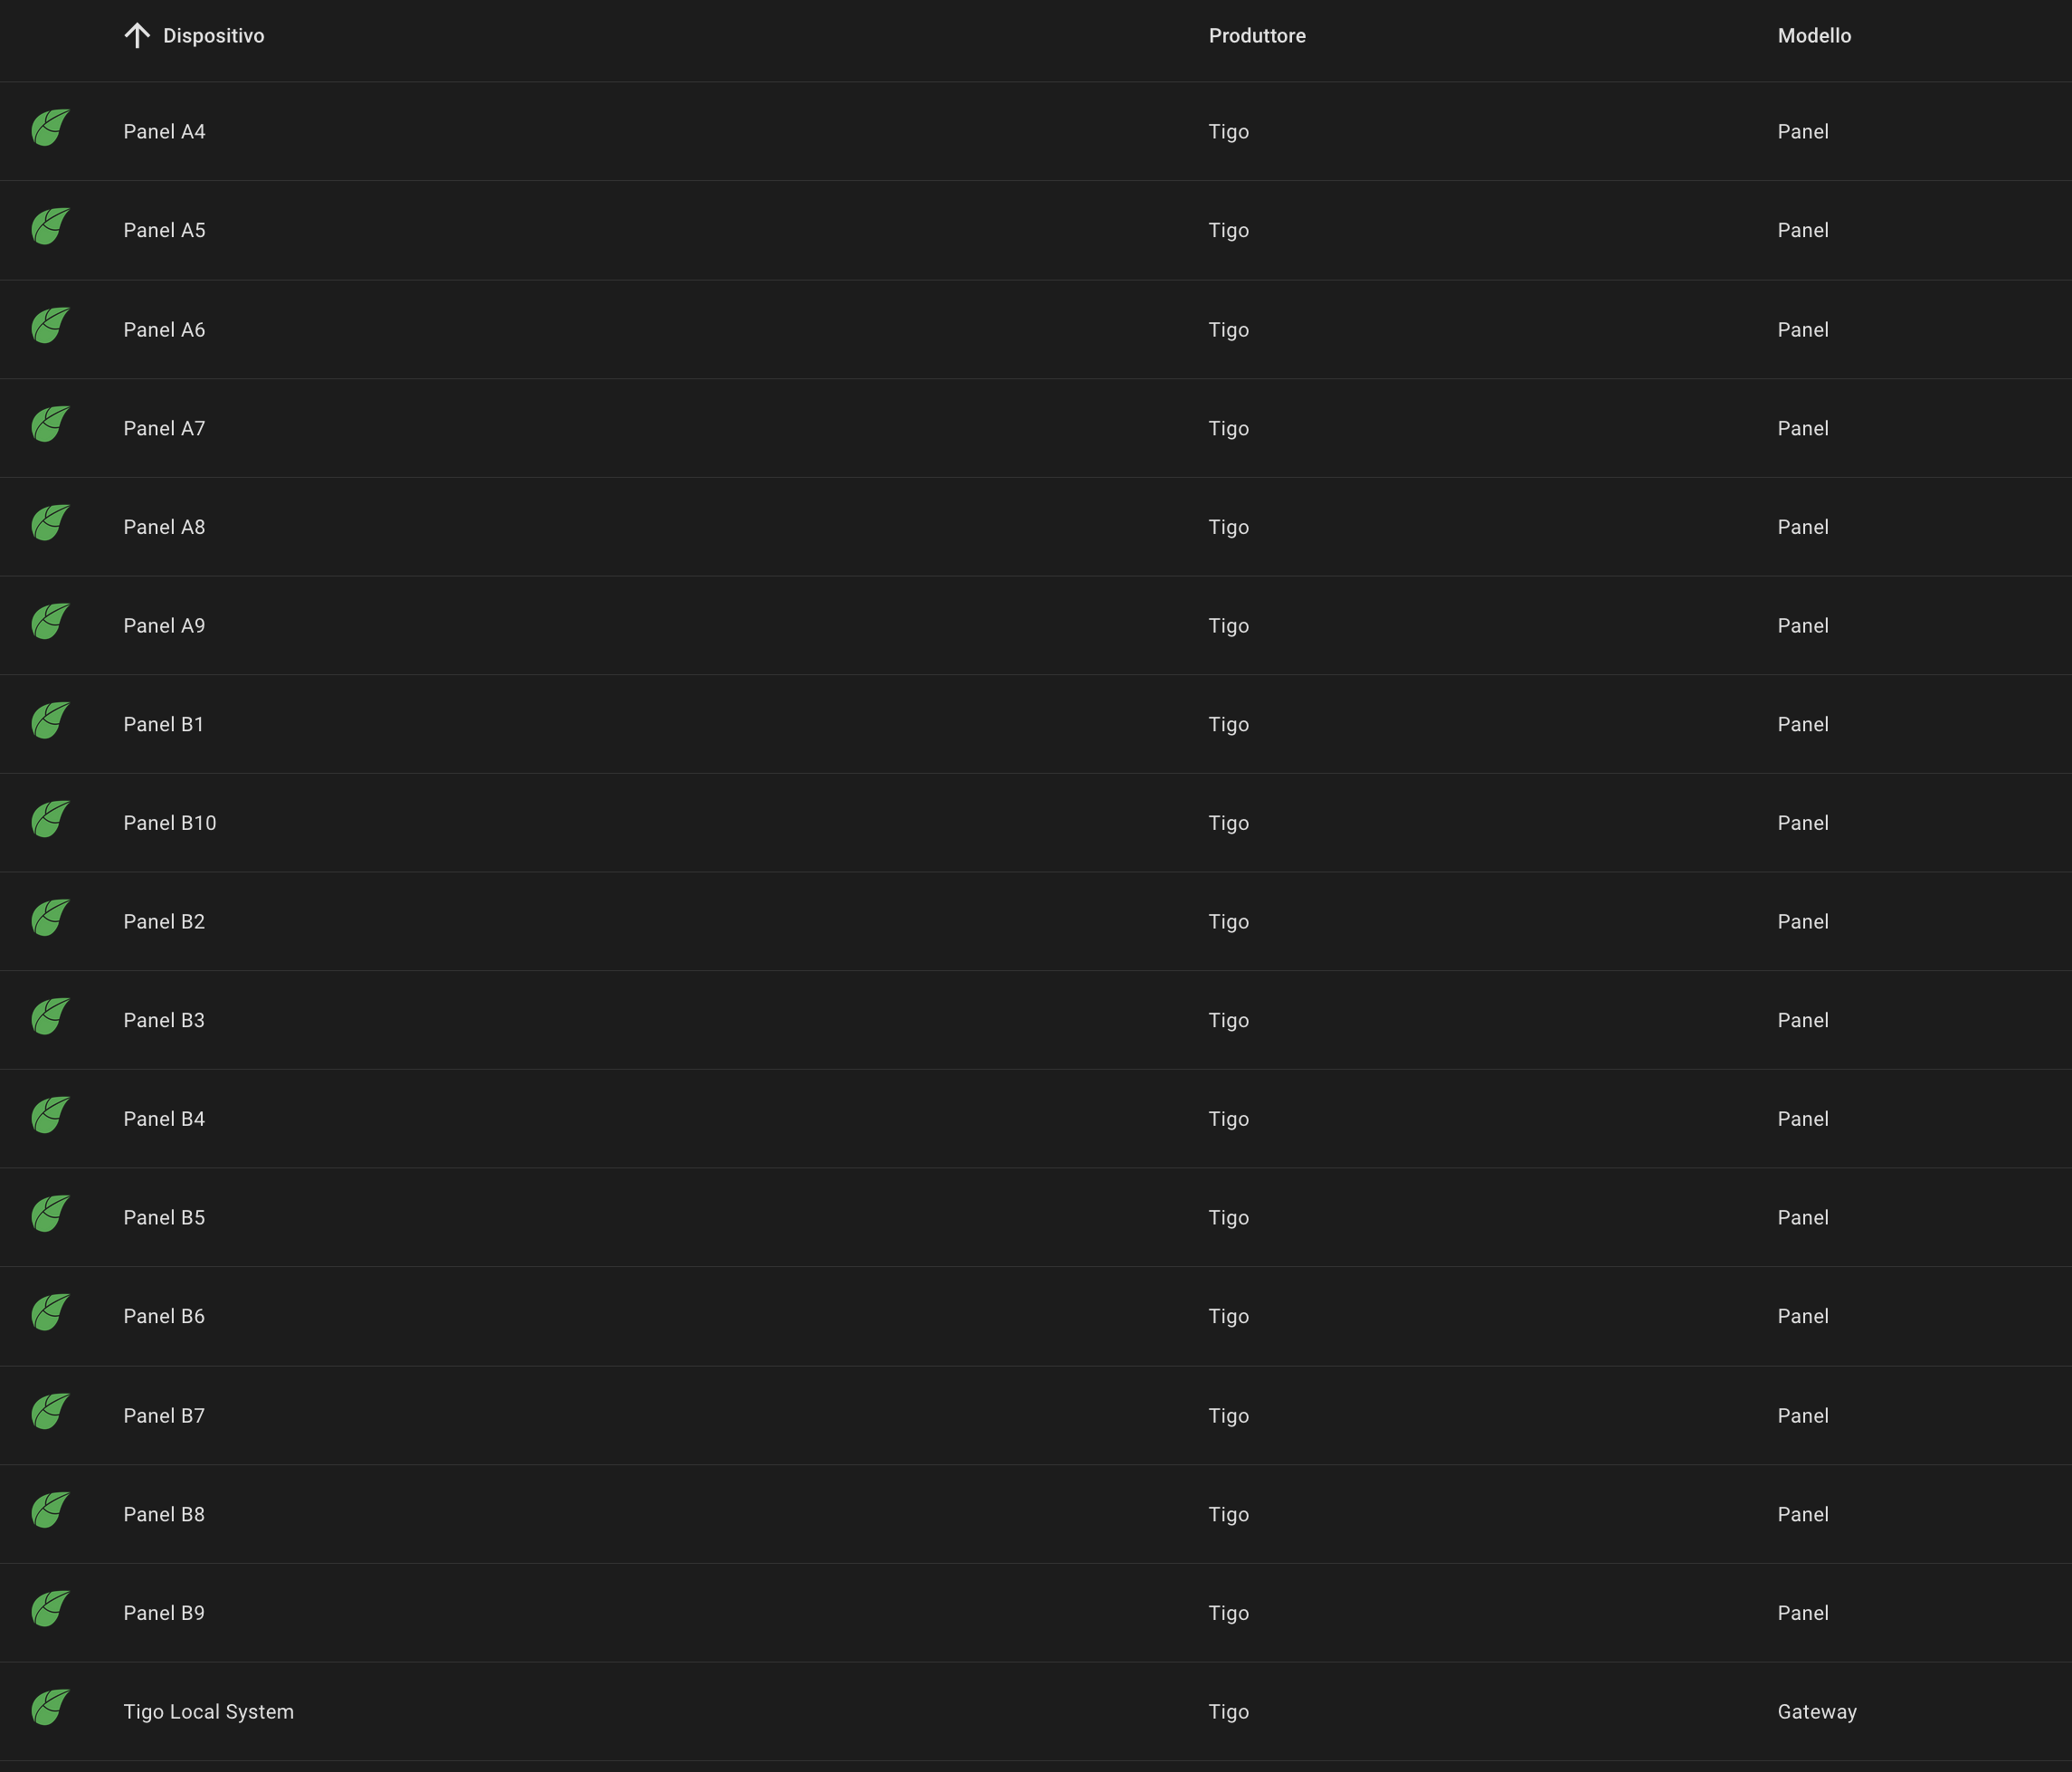 Dispositivo Produttore Modello
Panel A4 Tigo Panel
Panel A5 Tigo Panel
Panel A6 Tigo Panel
Panel A7 Tigo Panel
Panel A8 Tigo Panel
Panel A9 Tigo Panel
Panel B1 Tigo Panel
Panel B10 Tigo Panel
Panel B2 Tigo Panel
Panel B3 Tigo Panel
Panel B4 Tigo Panel
Panel B5 Tigo Panel
Panel B6 Tigo Panel
Panel B7 Tigo Panel
Panel B8 Tigo Panel
Panel B9 Tigo Panel
Tigo Local System Tigo Gateway